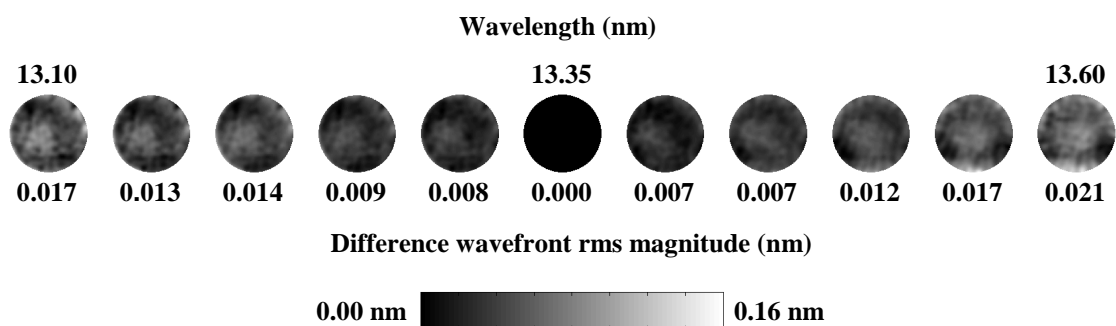 Wavelength (nm)
13.10 13.35 13.60
0.017 0.013 0.014 0.009 0.008 0.000 0.007 0.007 0.012 0.017 0.021
Difference wavefront rms magnitude (nm)
0.00 nm 0.16 nm